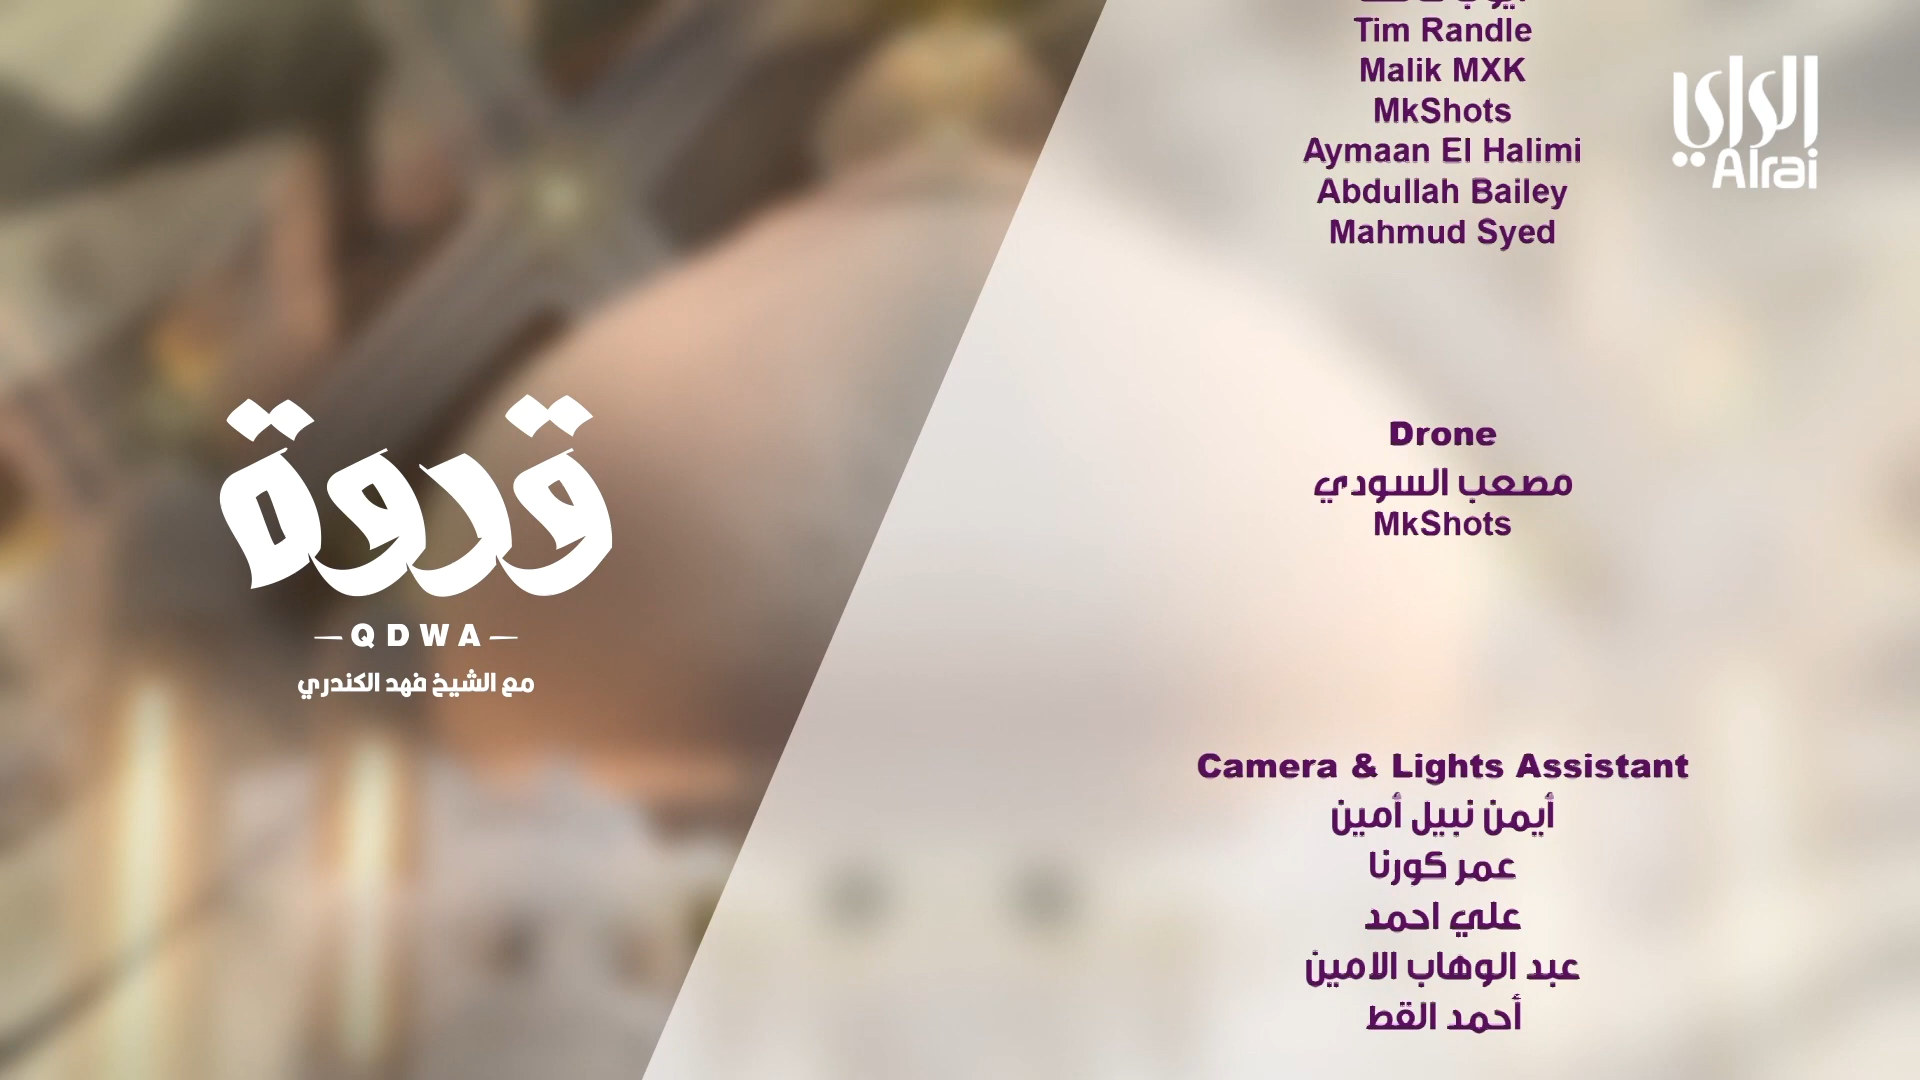 Tim Randle
Malik MXK
MkShots
Aymaan El Halimi
Abdullah Bailey
Mahmud Syed
الراي
Alrai
قدوة
QDWA
مع الشيخ فهد الكندري
Drone
مصعب السودي
MkShots
Camera & Lights Assistant
أيمن نبيل أمين
عمر كورنا
علي احمد
عبد الوهاب الامين
أحمد القط